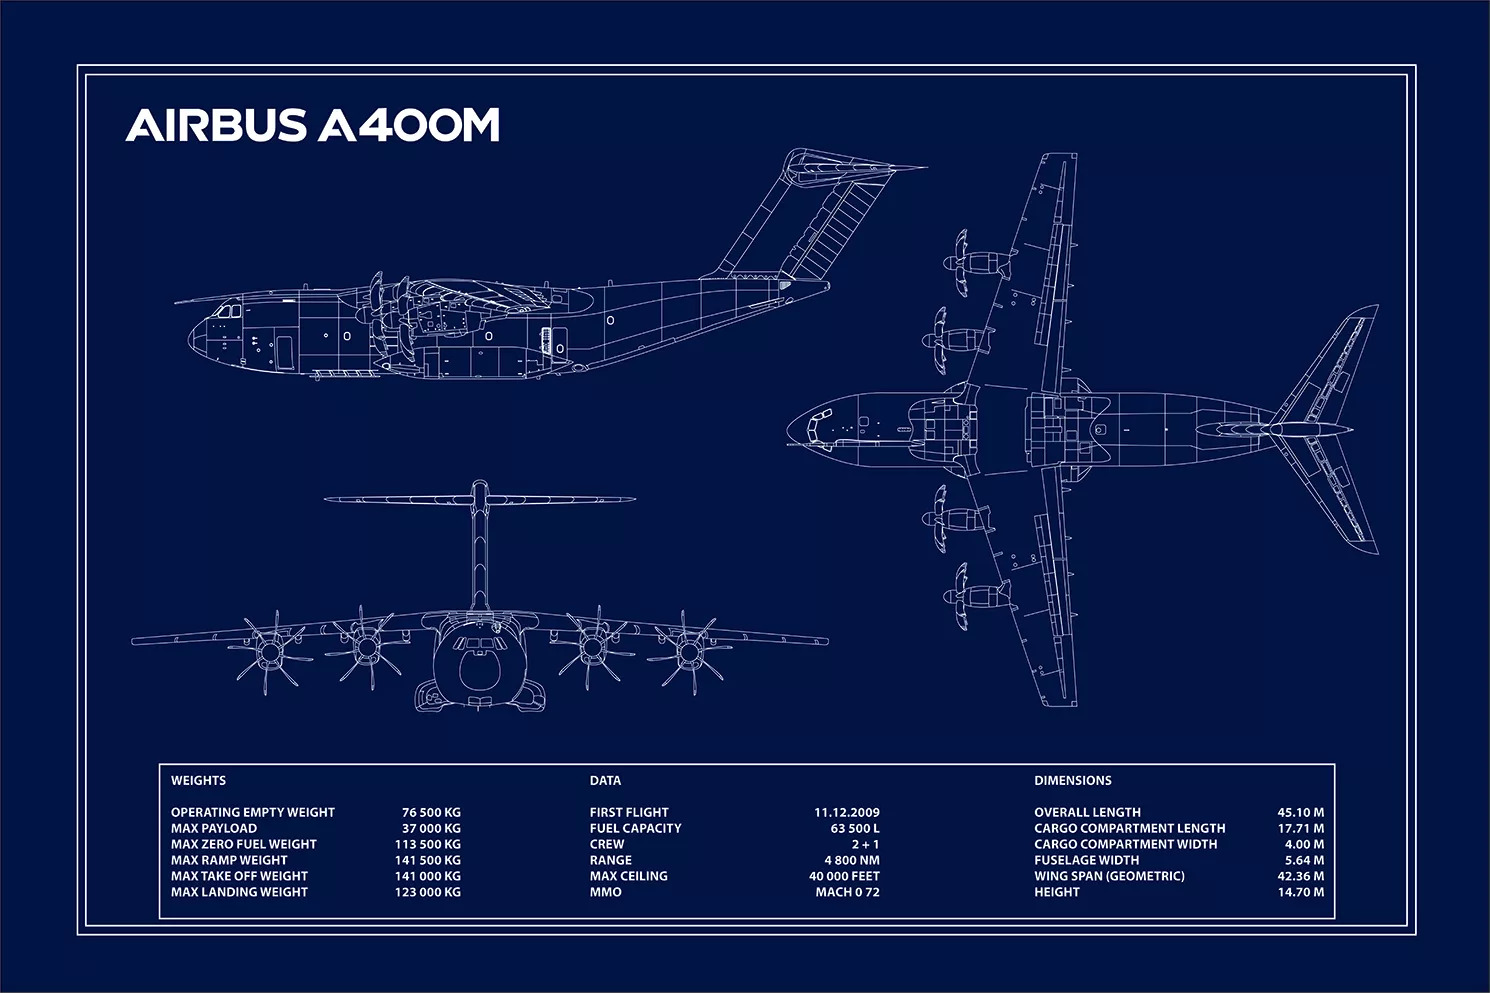 AIRBUS A400M
WEIGHTS
OPERATING EMPTY WEIGHT 76 500 KG
MAX PAYLOAD 37 000 KG
MAX ZERO FUEL WEIGHT 113 500 KG
MAX RAMP WEIGHT 141 500 KG
MAX TAKE OFF WEIGHT 141 000 KG
MAX LANDING WEIGHT 123 000 KG
DATA
FIRST FLIGHT 11.12.2009
FUEL CAPACITY 63 500 L
CREW 2 + 1
RANGE 4 800 NM
MAX CEILING 40 000 FEET
MMO MACH 0 72
DIMENSIONS
OVERALL LENGTH 45.10 M
CARGO COMPARTMENT LENGTH 17.71 M
CARGO COMPARTMENT WIDTH 4.00 M
FUSELAGE WIDTH 5.64 M
WING SPAN (GEOMETRIC) 42.36 M
HEIGHT 14.70 M